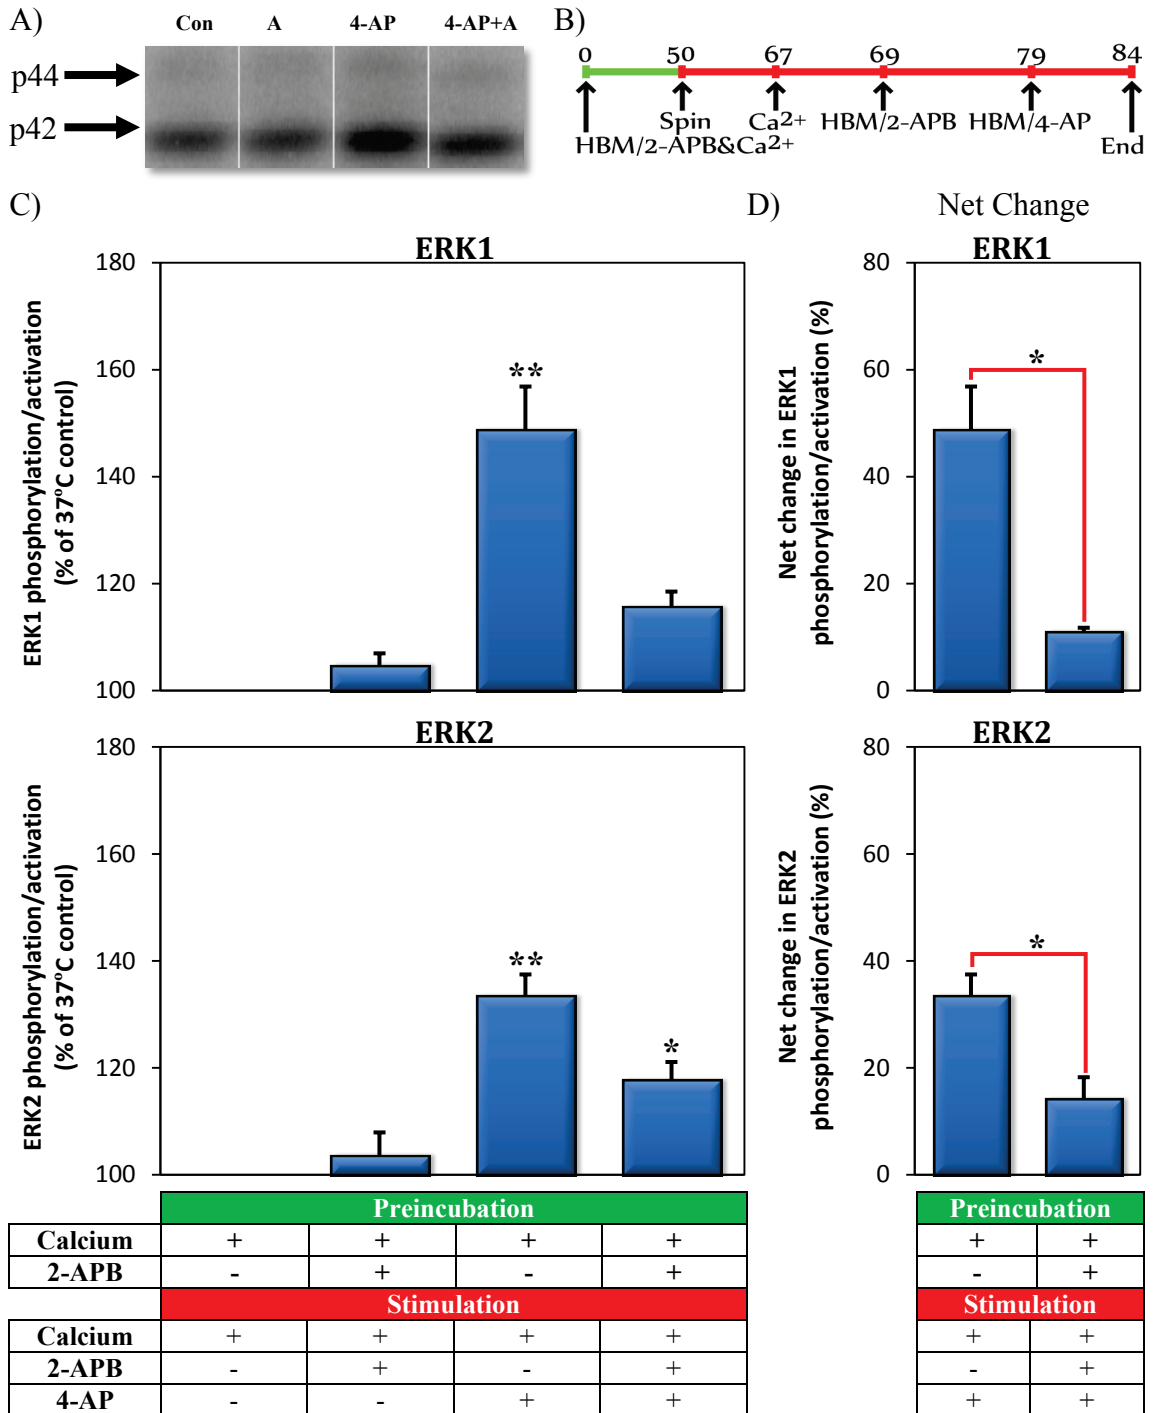 A)
Con A 4-AP 4-AP+A
p44
p42
B)
0 50 67 69 79 84
Spin Ca2+ HBM/2-APB HBM/4-AP
HBM/2-APB&Ca2+ End
C)
ERK1
ERK1 phosphorylation/activation
(% of 37°C control)
180
160
140
120
100
**
D) Net Change
ERK1
Net change in ERK1
phosphorylation/activation (%)
80
60
40
20
0
*
ERK2
ERK2 phosphorylation/activation
(% of 37°C control)
180
160
140
120
100
**
*
ERK2
Net change in ERK2
phosphorylation/activation (%)
80
60
40
20
0
*
Preincubation
Calcium + + + +
2-APB - + - +
Stimulation
Calcium + + + +
2-APB - + - +
4-AP - - + +
Preincubation
+ +
- +
Stimulation
+ +
- +
+ +